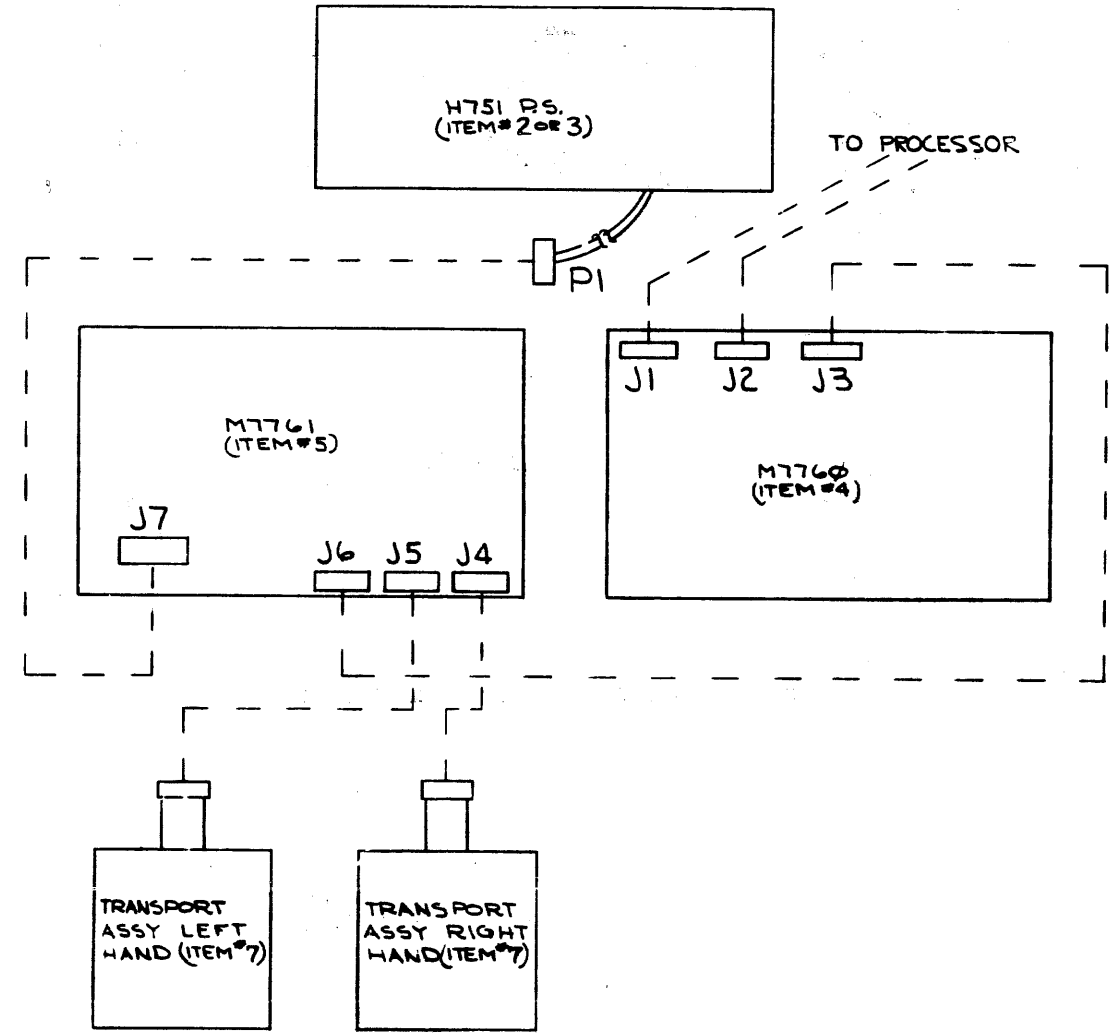 H751 P.S.
(ITEM# 2 OR 3)
TO PROCESSOR
P1
J1 J2 J3
M7761
(ITEM#5)
M776Ø
(ITEM #4)
J7
J6 J5 J4
TRANSPORT
ASSY LEFT
HAND (ITEM#7)
TRANSPORT
ASSY RIGHT
HAND(ITEM#7)